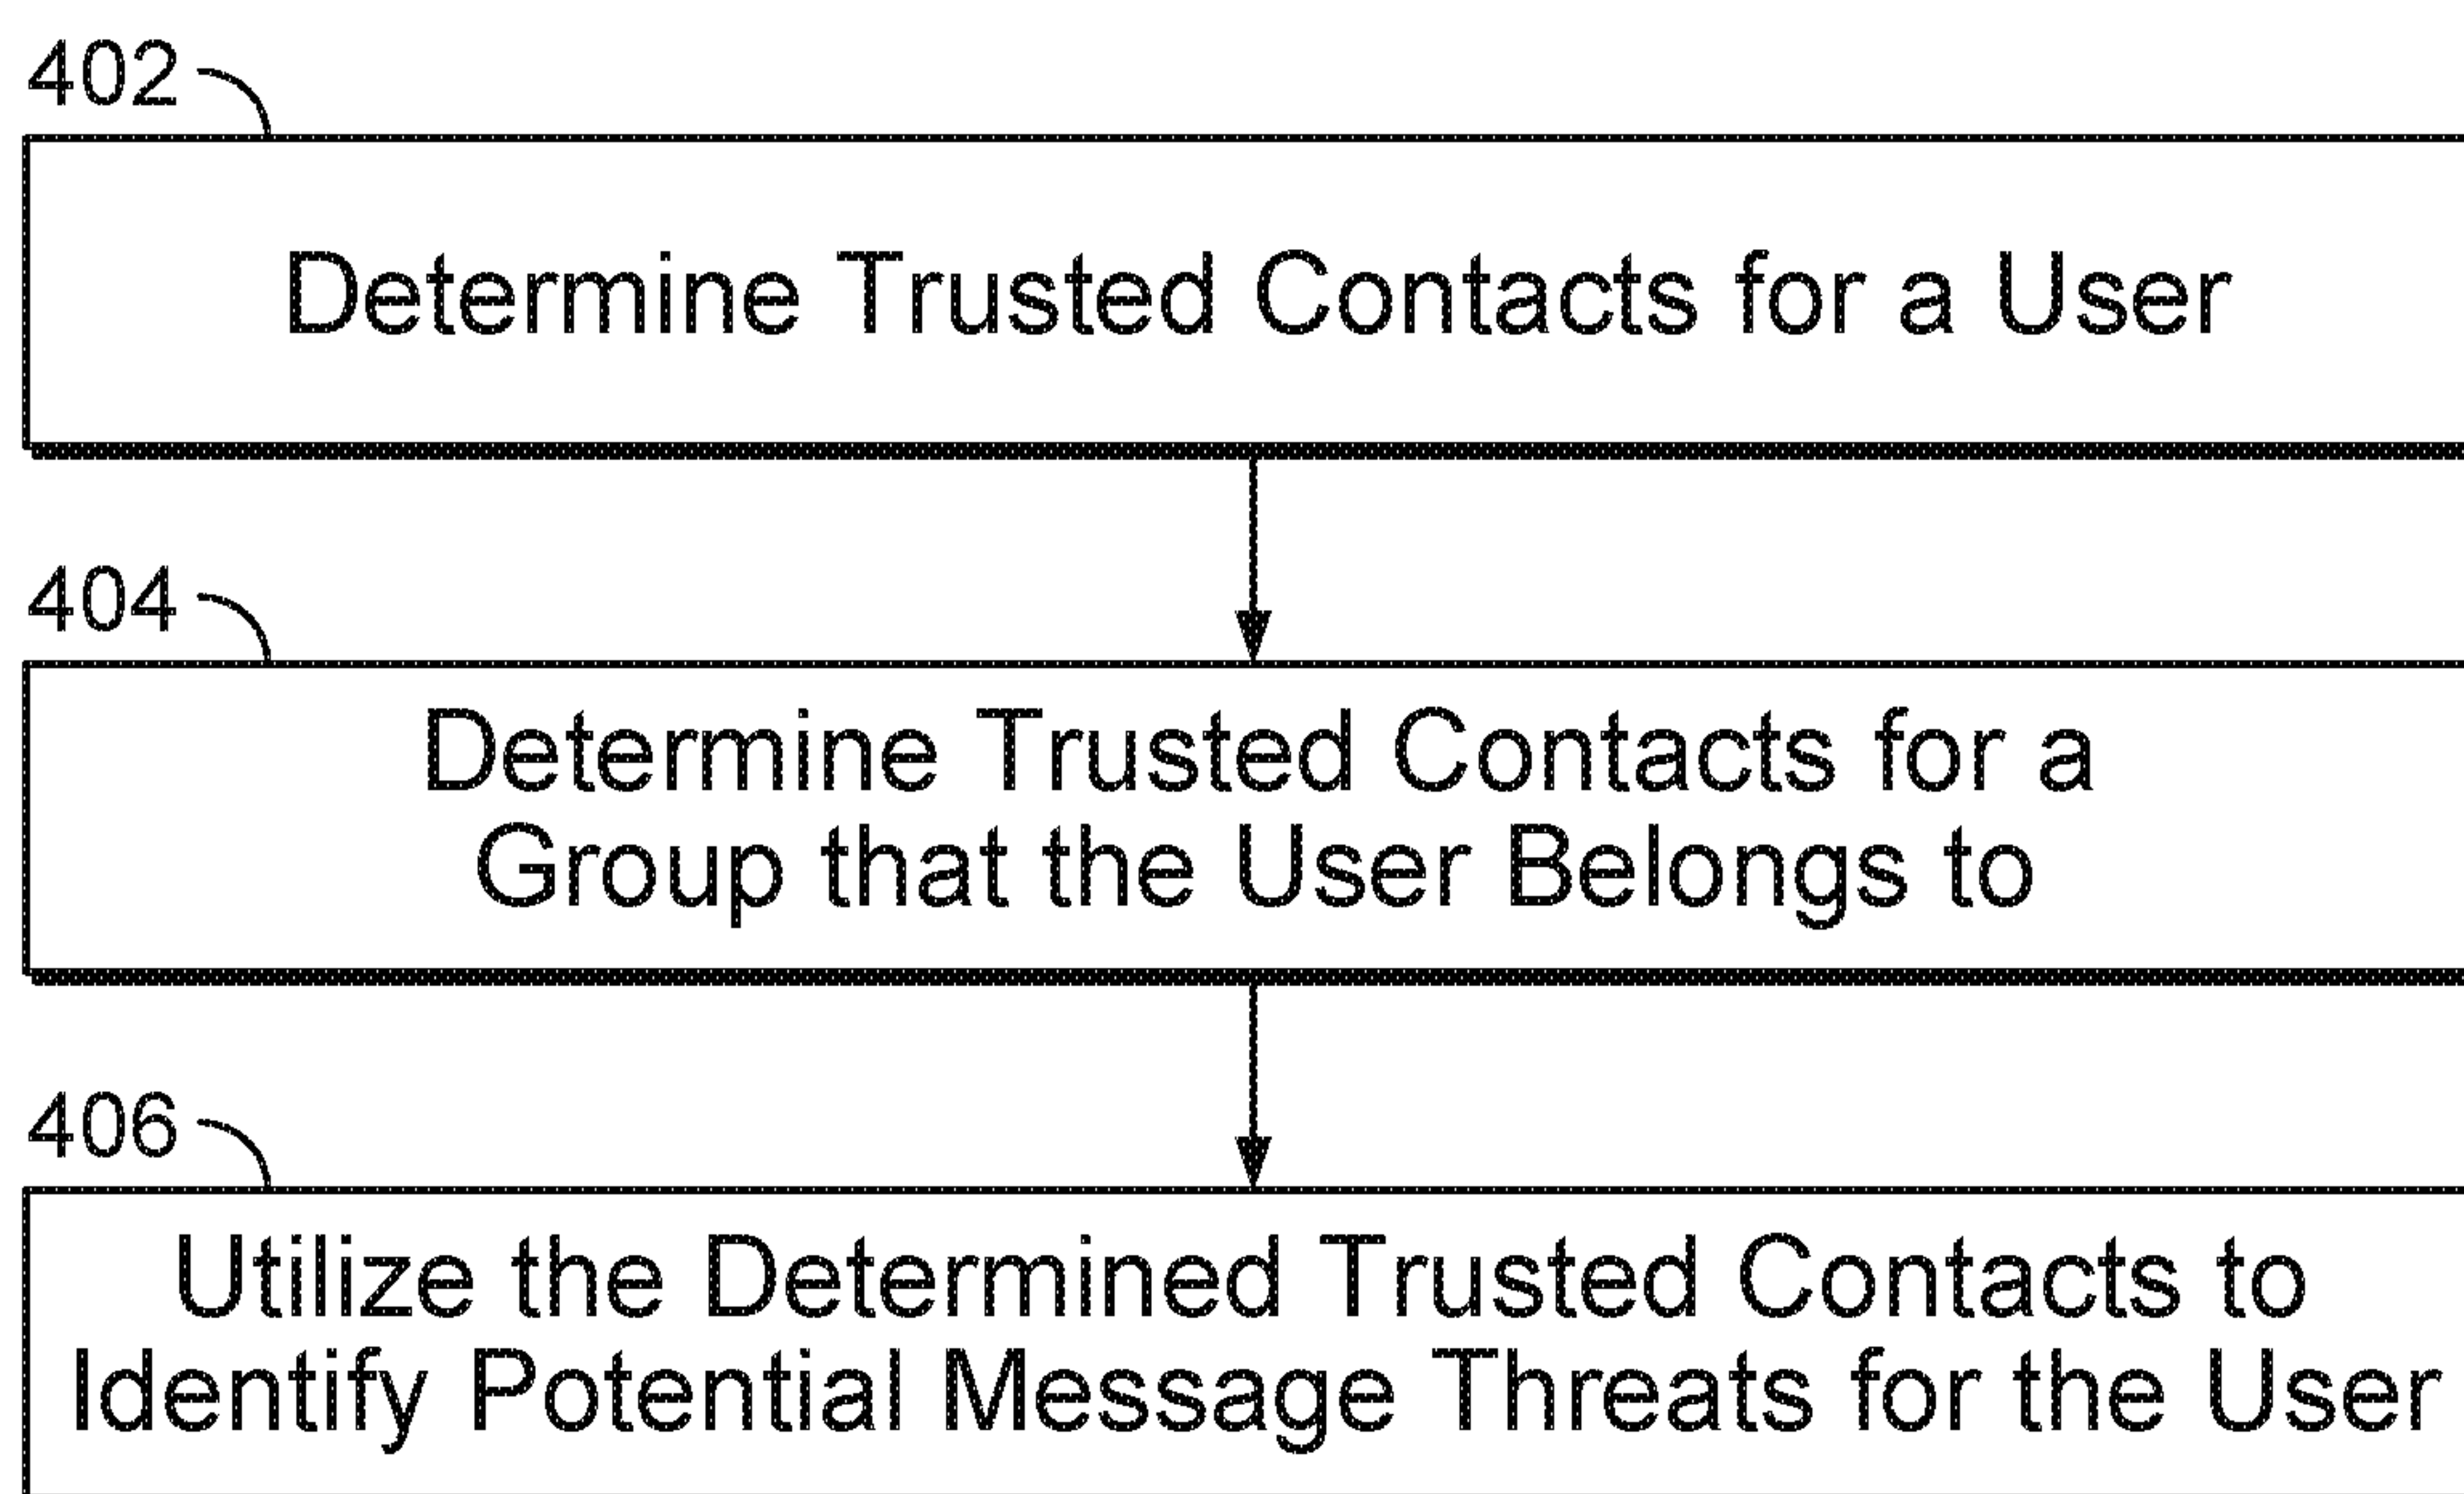 402
Determine Trusted Contacts for a User
404
Determine Trusted Contacts for a
Group that the User Belongs to
406
Utilize the Determined Trusted Contacts to
Identify Potential Message Threats for the User